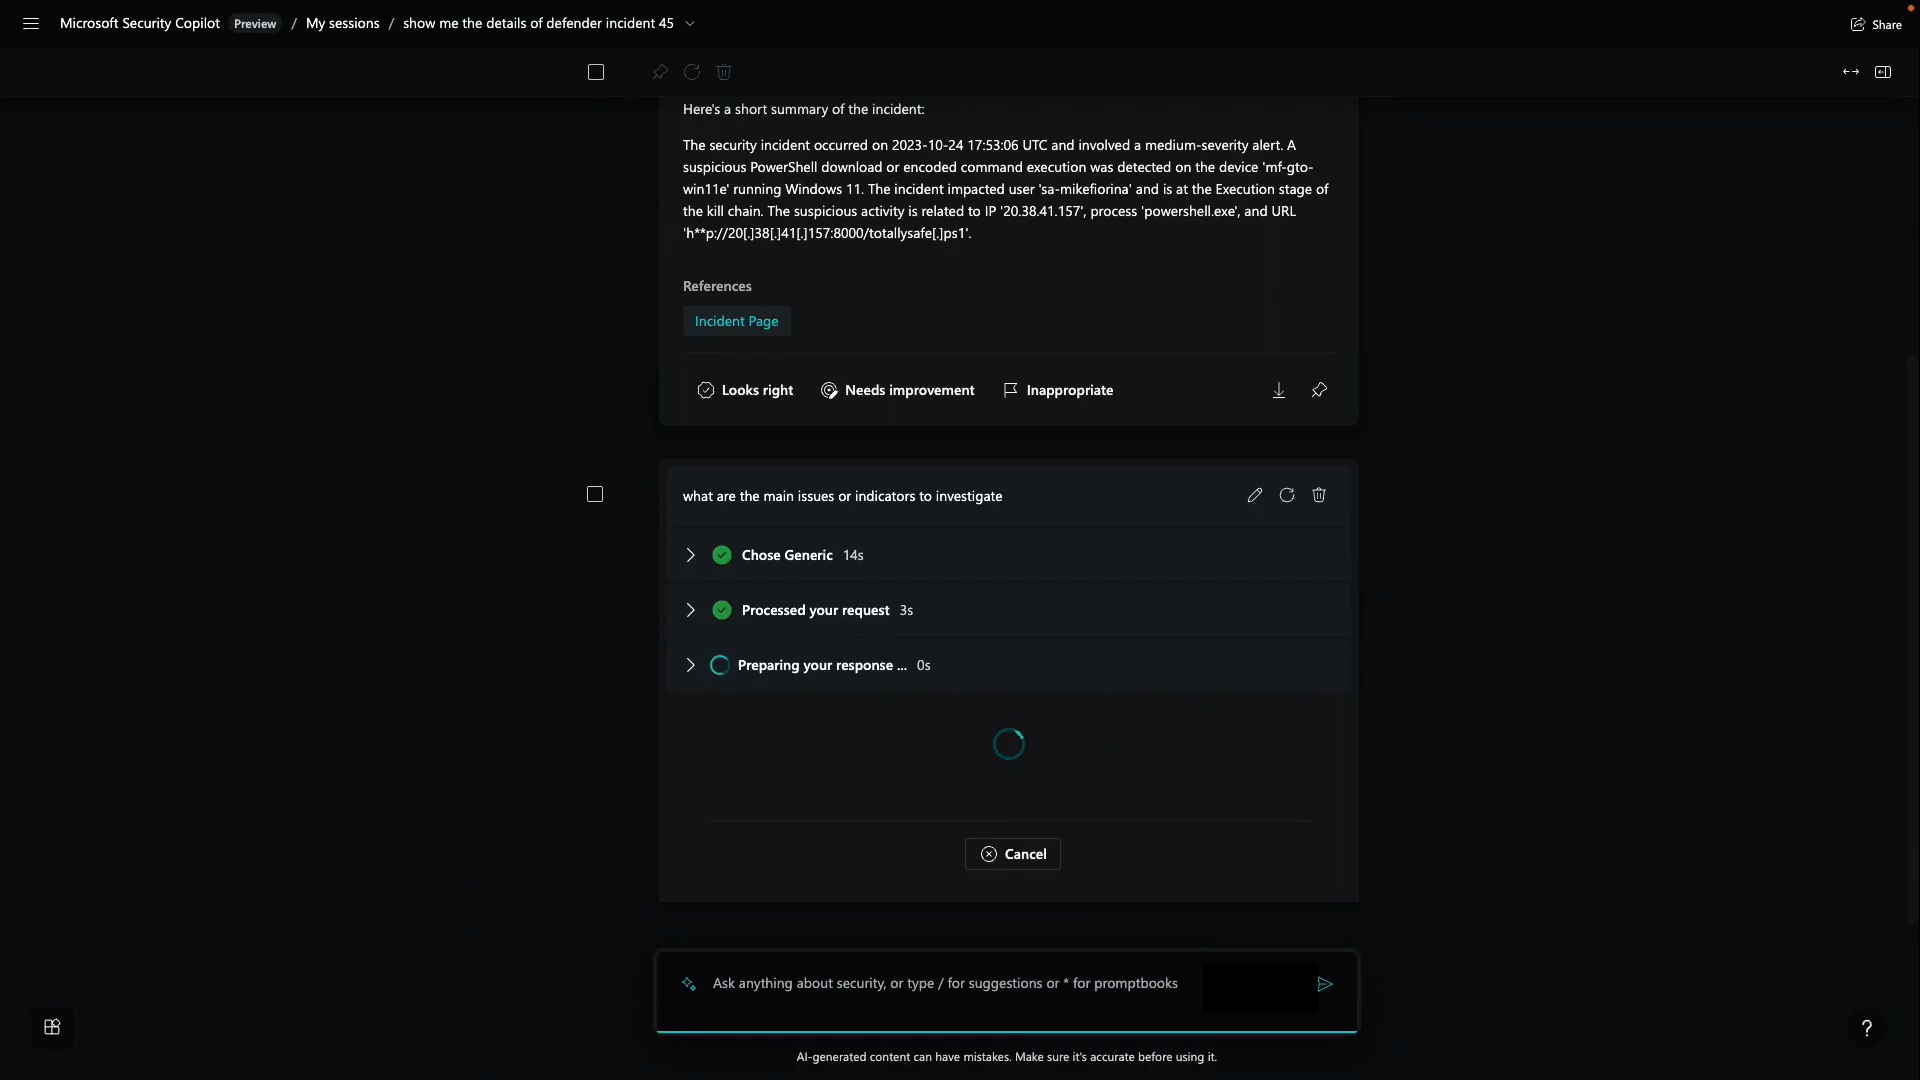 Microsoft Security Copilot Preview / My sessions / show me the details of defender incident 45
Share
Here's a short summary of the incident:
The security incident occurred on 2023-10-24 17:53:06 UTC and involved a medium-severity alert. A
suspicious PowerShell download or encoded command execution was detected on the device 'mf-gto-
win11e' running Windows 11. The incident impacted user 'sa-mikefiorina' and is at the Execution stage of
the kill chain. The suspicious activity is related to IP '20.38.41.157', process 'powershell.exe', and URL
'h**p://20[.]38[.]41[.]157:8000/totallysafe[.]ps1'.
References
Incident Page
Looks right Needs improvement Inappropriate
what are the main issues or indicators to investigate
Chose Generic 14s
Processed your request 3s
Preparing your response ... 0s
Cancel
Ask anything about security, or type / for suggestions or * for promptbooks
?
AI-generated content can have mistakes. Make sure it's accurate before using it.